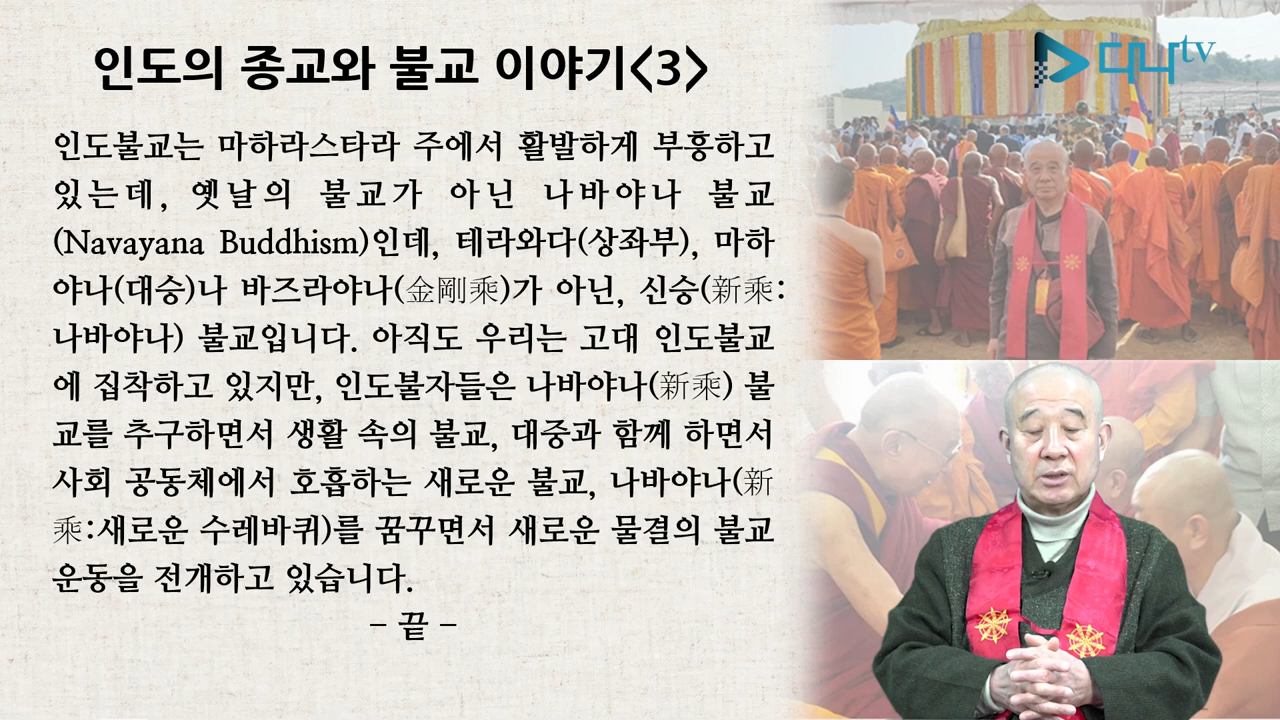 인도의 종교와 불교 이야기<3>
인도불교는 마하라스타라 주에서 활발하게 부흥하고
있는데, 옛날의 불교가 아닌 나바야나 불교
(Navayana Buddhism)인데, 테라와다(상좌부), 마하
야나(대승)나 바즈라야나(金剛乘)가 아닌, 신승(新乘:
나바야나) 불교입니다. 아직도 우리는 고대 인도불교
에 집착하고 있지만, 인도불자들은 나바야나(新乘) 불
교를 추구하면서 생활 속의 불교, 대중과 함께 하면서
사회 공동체에서 호흡하는 새로운 불교, 나바야나(新
乘:새로운 수레바퀴)를 꿈꾸면서 새로운 물결의 불교
운동을 전개하고 있습니다.
– 끝 –
tv